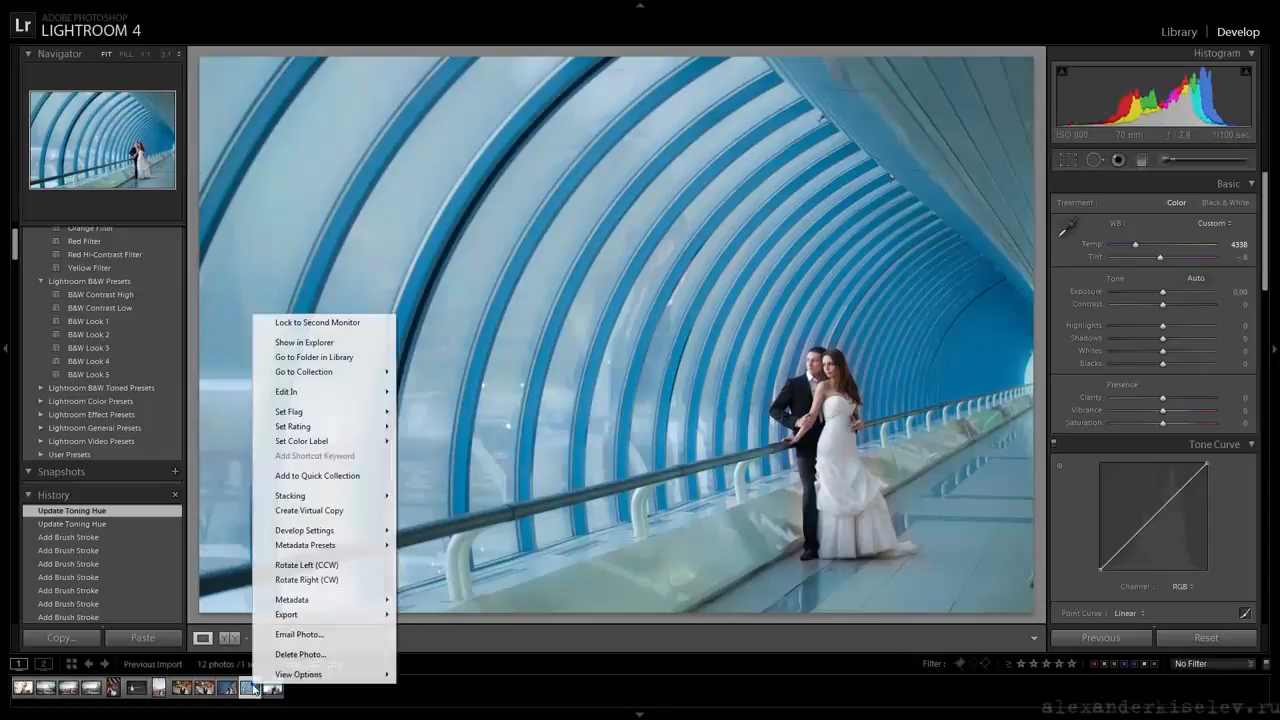 Lr
ADOBE PHOTOSHOP
LIGHTROOM 4
Library | Develop
Navigator FIT FILL 1:1 3:1
Histogram
ISO 800 70 mm f / 2,8 1/100 sec
Basic
Treatment : Color Black & White
WB : Custom
Temp 4338
Tint - 8
Tone Auto
Exposure 0,00
Contrast 0
Highlights 0
Shadows 0
Whites 0
Blacks 0
Presence
Clarity 0
Vibrance 0
Saturation 0
Tone Curve
Channel : RGB
Point Curve : Linear
Previous Reset
Orange Filter
Red Filter
Red Hi-Contrast Filter
Yellow Filter
Lightroom B&W Presets
B&W Contrast High
B&W Contrast Low
B&W Look 1
B&W Look 2
B&W Look 3
B&W Look 4
B&W Look 5
Lightroom B&W Toned Presets
Lightroom Color Presets
Lightroom Effect Presets
Lightroom General Presets
Lightroom Video Presets
User Presets
Snapshots +
History ×
Update Toning Hue
Update Toning Hue
Add Brush Stroke
Add Brush Stroke
Add Brush Stroke
Add Brush Stroke
Add Brush Stroke
Add Brush Stroke
Add Brush Stroke
Copy... Paste
Lock to Second Monitor
Show in Explorer
Go to Folder in Library
Go to Collection
Edit In
Set Flag
Set Rating
Set Color Label
Add Shortcut Keyword
Add to Quick Collection
Stacking
Create Virtual Copy
Develop Settings
Metadata Presets
Rotate Left (CCW)
Rotate Right (CW)
Metadata
Export
Email Photo...
Delete Photo...
View Options
1 2 Previous Import 12 photos /1 s
Filter : ≥ ★★★★★ No Filter
alexanderkiselev.ru